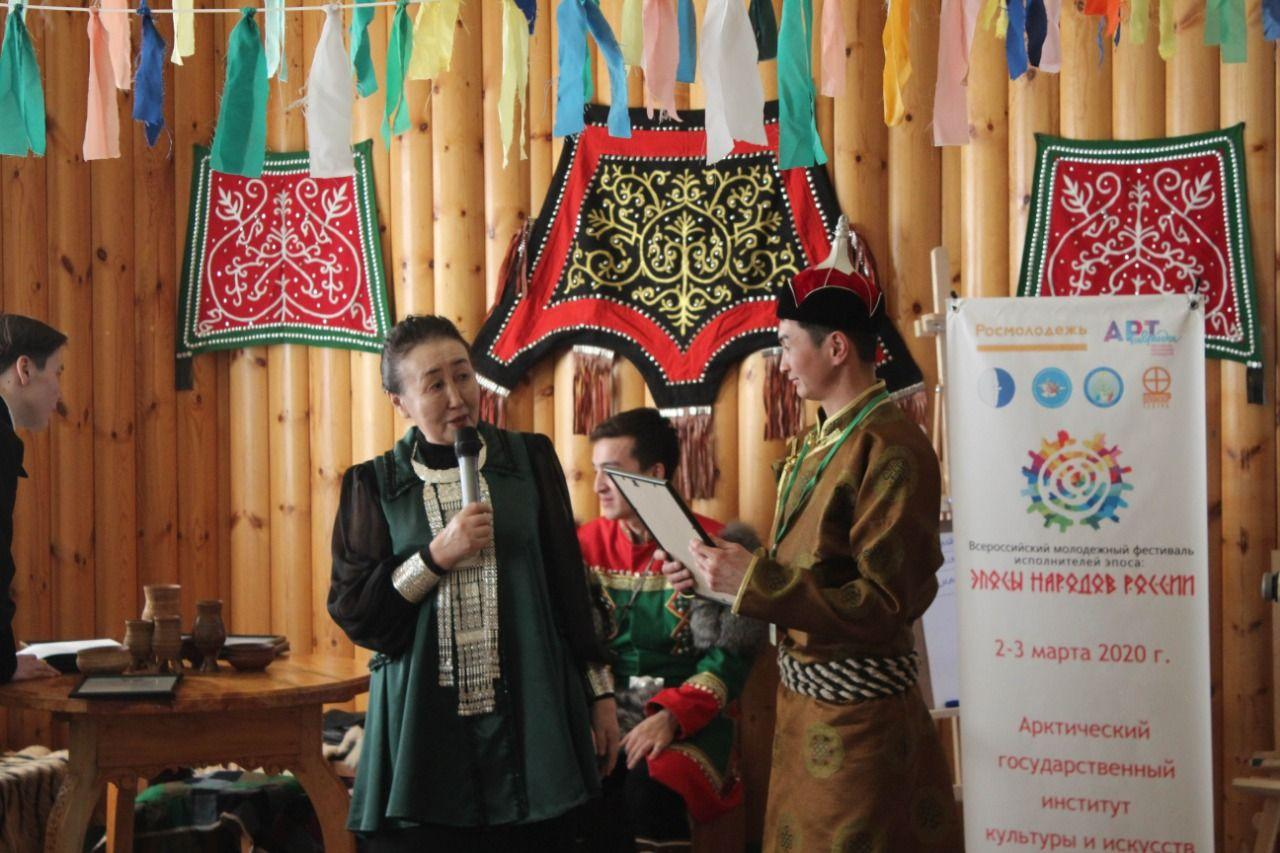 Росмолодежь
АРТ
Всероссийский молодежный фестиваль
исполнителей эпоса:
ЭПОСЫ НАРОДОВ РОССИИ
2-3 марта 2020 г.
Арктический
государственный
институт
культуры и искусств